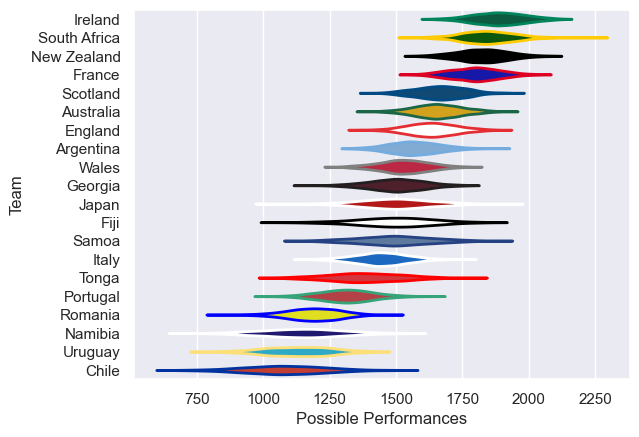 Ireland
South Africa
New Zealand
France
Scotland
Australia
England
Argentina
Wales
Georgia
Japan
Fiji
Samoa
Italy
Tonga
Portugal
Romania
Namibia
Uruguay
Chile
Team
750 1000 1250 1500 1750 2000 2250
Possible Performances